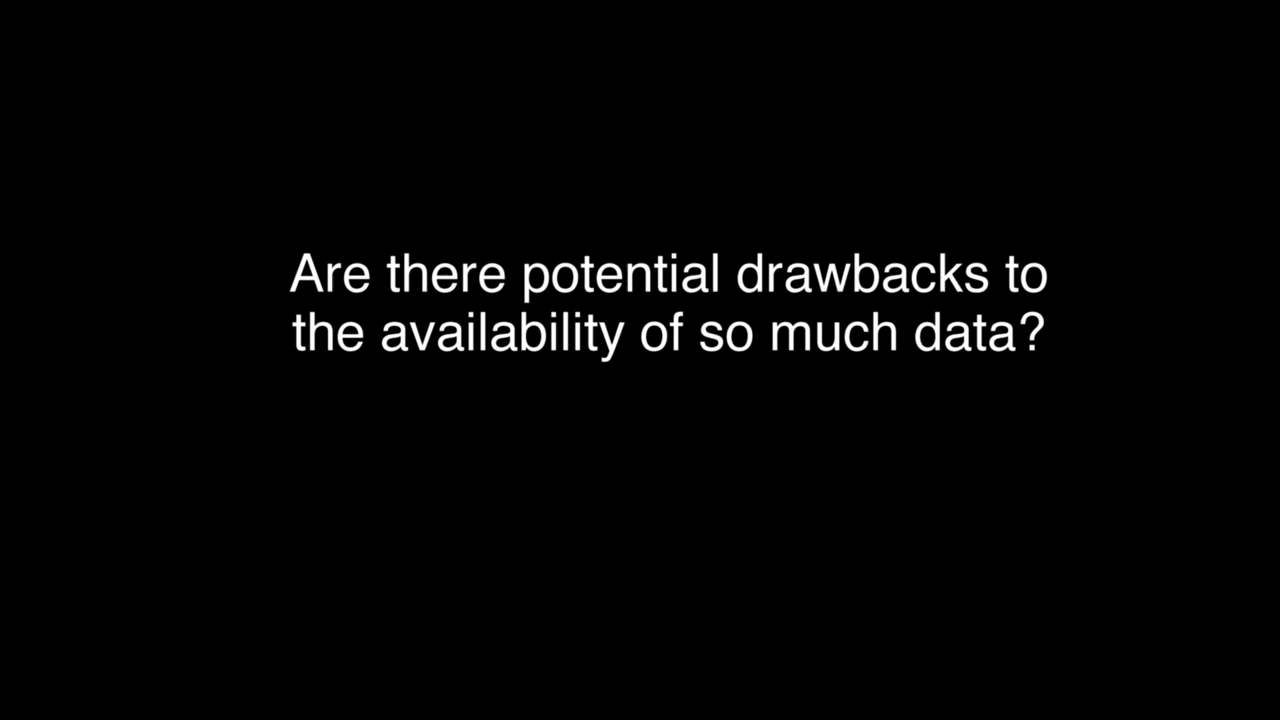 Are there potential drawbacks to
the availability of so much data?